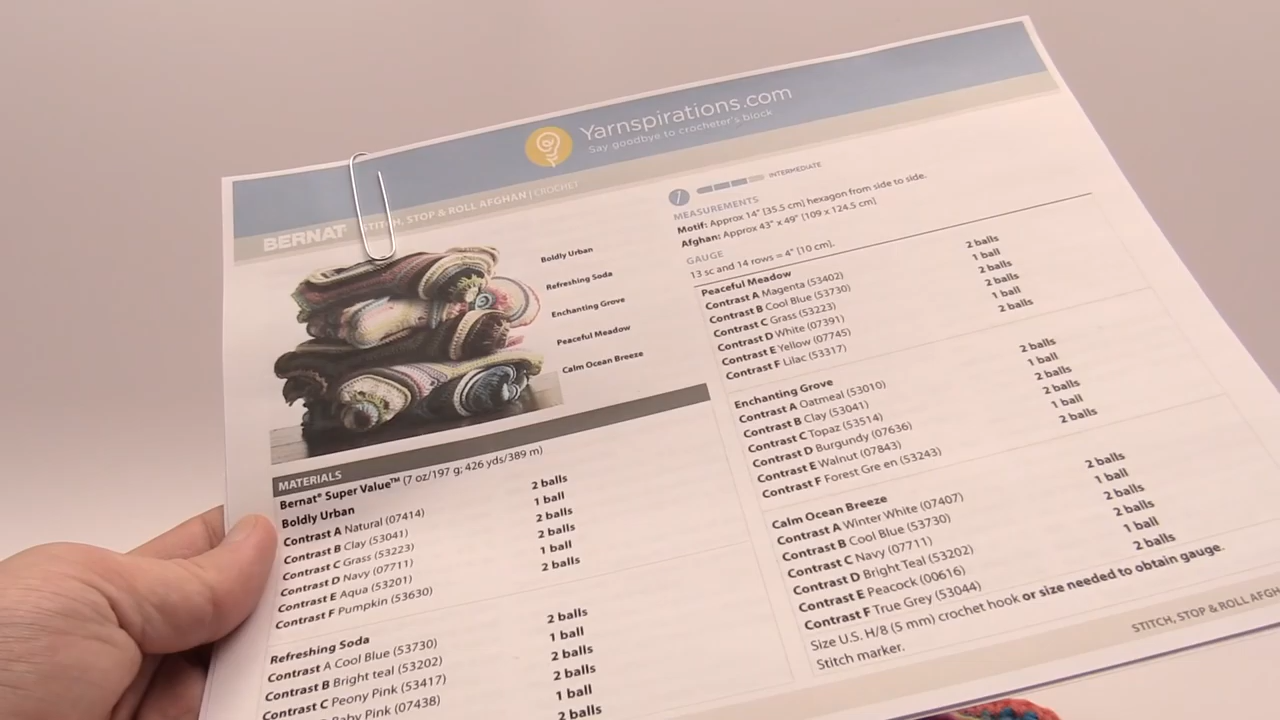 Yarnspirations.com
Say goodbye to crocheter's block
BERNAT STITCH, STOP & ROLL AFGHAN | CROCHET
Boldly Urban
Refreshing Soda
Enchanting Grove
Peaceful Meadow
Calm Ocean Breeze
MATERIALS
Bernat® Super Value™ (7 oz/197 g; 426 yds/389 m)
Boldly Urban
Contrast A Natural (07414) 2 balls
Contrast B Clay (53041) 1 ball
Contrast C Grass (53223) 2 balls
Contrast D Navy (07711) 2 balls
Contrast E Aqua (53201) 1 ball
Contrast F Pumpkin (53630) 2 balls
Refreshing Soda
Contrast A Cool Blue (53730) 2 balls
Contrast B Bright teal (53202) 1 ball
Contrast C Peony Pink (53417) 2 balls
Baby Pink (07438) 2 balls
1 ball
2 balls
INTERMEDIATE
MEASUREMENTS
Motif: Approx 14" [35.5 cm] hexagon from side to side.
Afghan: Approx 43" x 49" [109 x 124.5 cm]
GAUGE
13 sc and 14 rows = 4" [10 cm].
Peaceful Meadow
Contrast A Magenta (53402) 2 balls
Contrast B Cool Blue (53730) 1 ball
Contrast C Grass (53223) 2 balls
Contrast D White (07391) 2 balls
Contrast E Yellow (07745) 1 ball
Contrast F Lilac (53317) 2 balls
Enchanting Grove
Contrast A Oatmeal (53010) 2 balls
Contrast B Clay (53041) 1 ball
Contrast C Topaz (53514) 2 balls
Contrast D Burgundy (07636) 2 balls
Contrast E Walnut (07843) 1 ball
Contrast F Forest Gre en (53243) 2 balls
Calm Ocean Breeze
Contrast A Winter White (07407) 2 balls
Contrast B Cool Blue (53730) 1 ball
Contrast C Navy (07711) 2 balls
Contrast D Bright Teal (53202) 2 balls
Contrast E Peacock (00616) 1 ball
Contrast F True Grey (53044) 2 balls
Size U.S. H/8 (5 mm) crochet hook or size needed to obtain gauge.
Stitch marker.
STITCH, STOP & ROLL AFGH